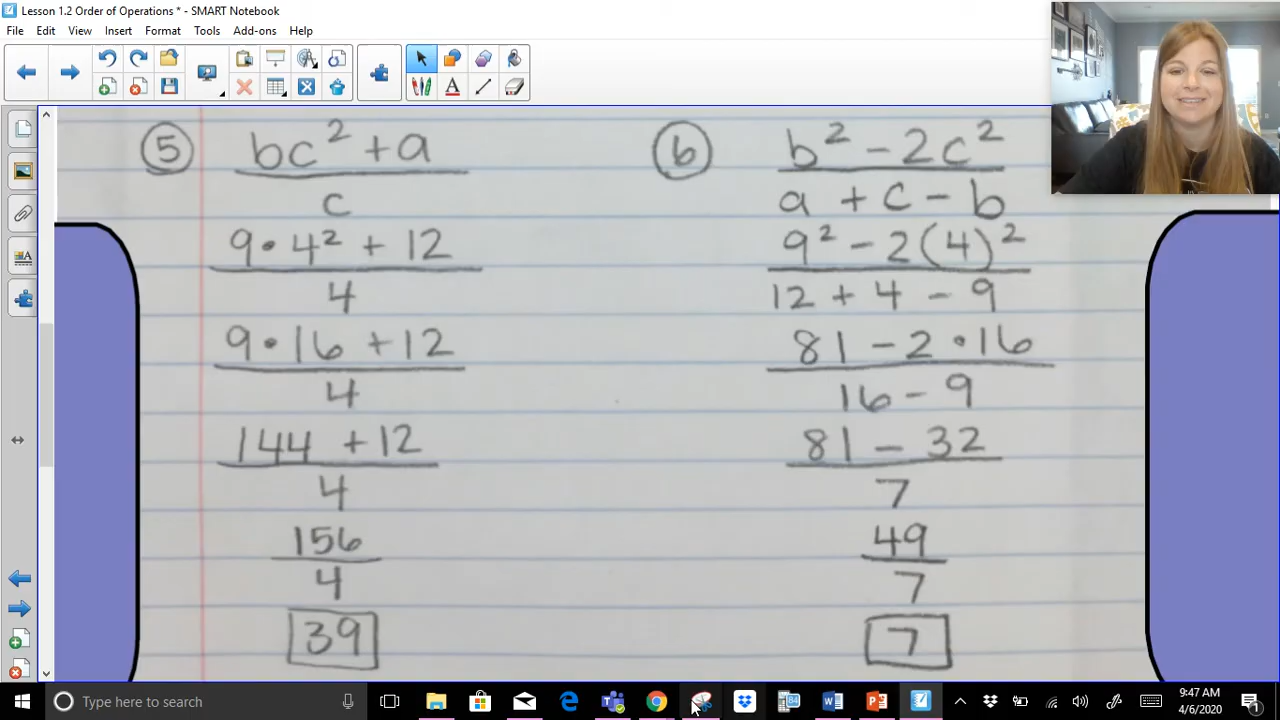 Lesson 1.2 Order of Operations * - SMART Notebook
File Edit View Insert Format Tools Add-ons Help
5 bc² + a
c
9 • 4² + 12
4
9 • 16 + 12
4
144 + 12
4
156
4
39
6 b² - 2c²
a + c - b
9² - 2(4)²
12 + 4 - 9
81 - 2 • 16
16 - 9
81 - 32
7
49
7
7
Type here to search
9:47 AM
4/6/2020